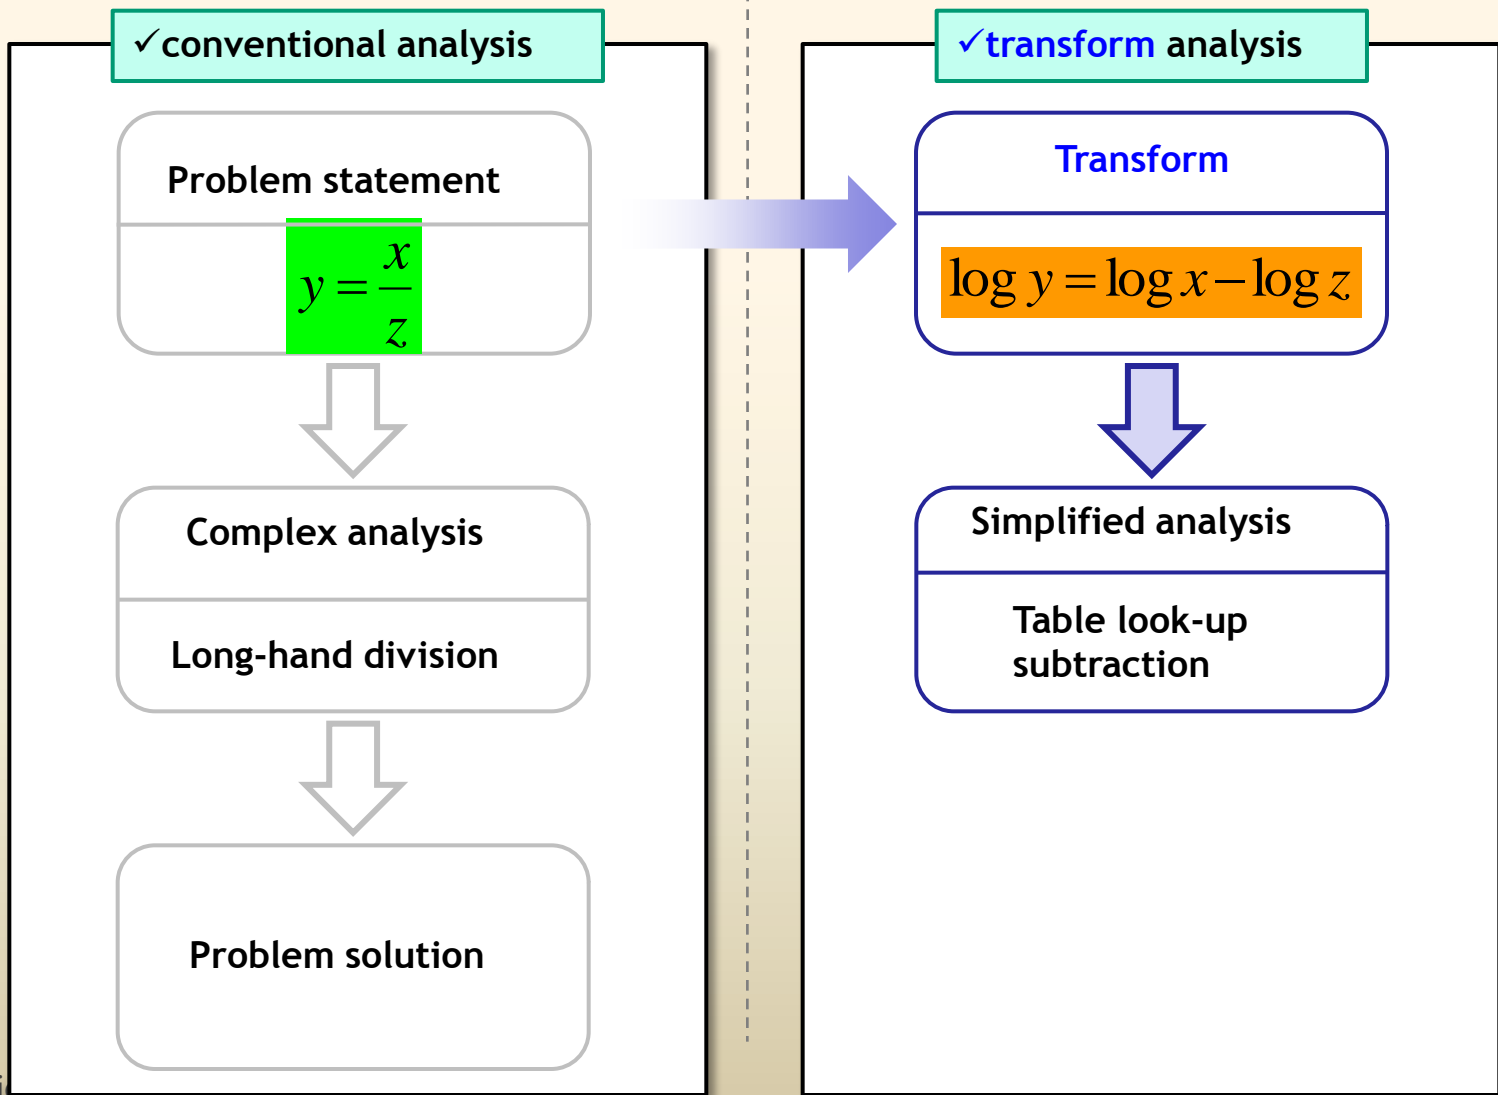 ✓conventional analysis
Problem statement
y = x/z
Complex analysis
Long-hand division
Problem solution
✓transform analysis
Transform
log y = log x − log z
Simplified analysis
Table look-up
subtraction